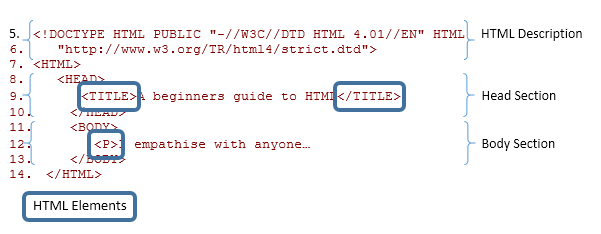 5. <!DOCTYPE HTML PUBLIC "-//W3C//DTD HTML 4.01//EN" HTML HTML Description
6. "http://www.w3.org/TR/html4/strict.dtd">
7. <HTML>
8. <HEAD>
9. <TITLE>A beginners guide to HTML</TITLE> Head Section
10. </HEAD>
11. <BODY>
12. <P>I empathise with anyone… Body Section
13. </BODY>
14. </HTML>
HTML Elements